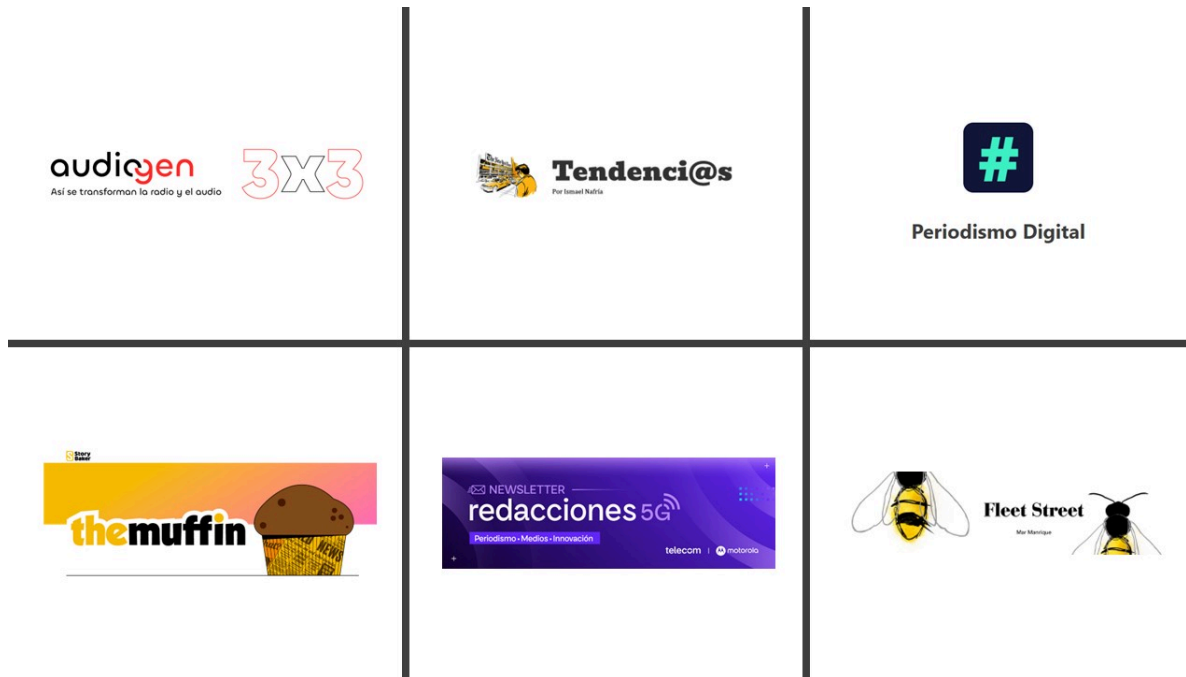 audiogen
Así se transforman la radio y el audio
3x3
Tendenci@s
Por Ismael Nafría
#
Periodismo Digital
Story
Baker
themuffin
NEWS
NEWSLETTER
redacciones 5G
Periodismo • Medios • Innovación
telecom | motorola
Fleet Street
Mar Manrique